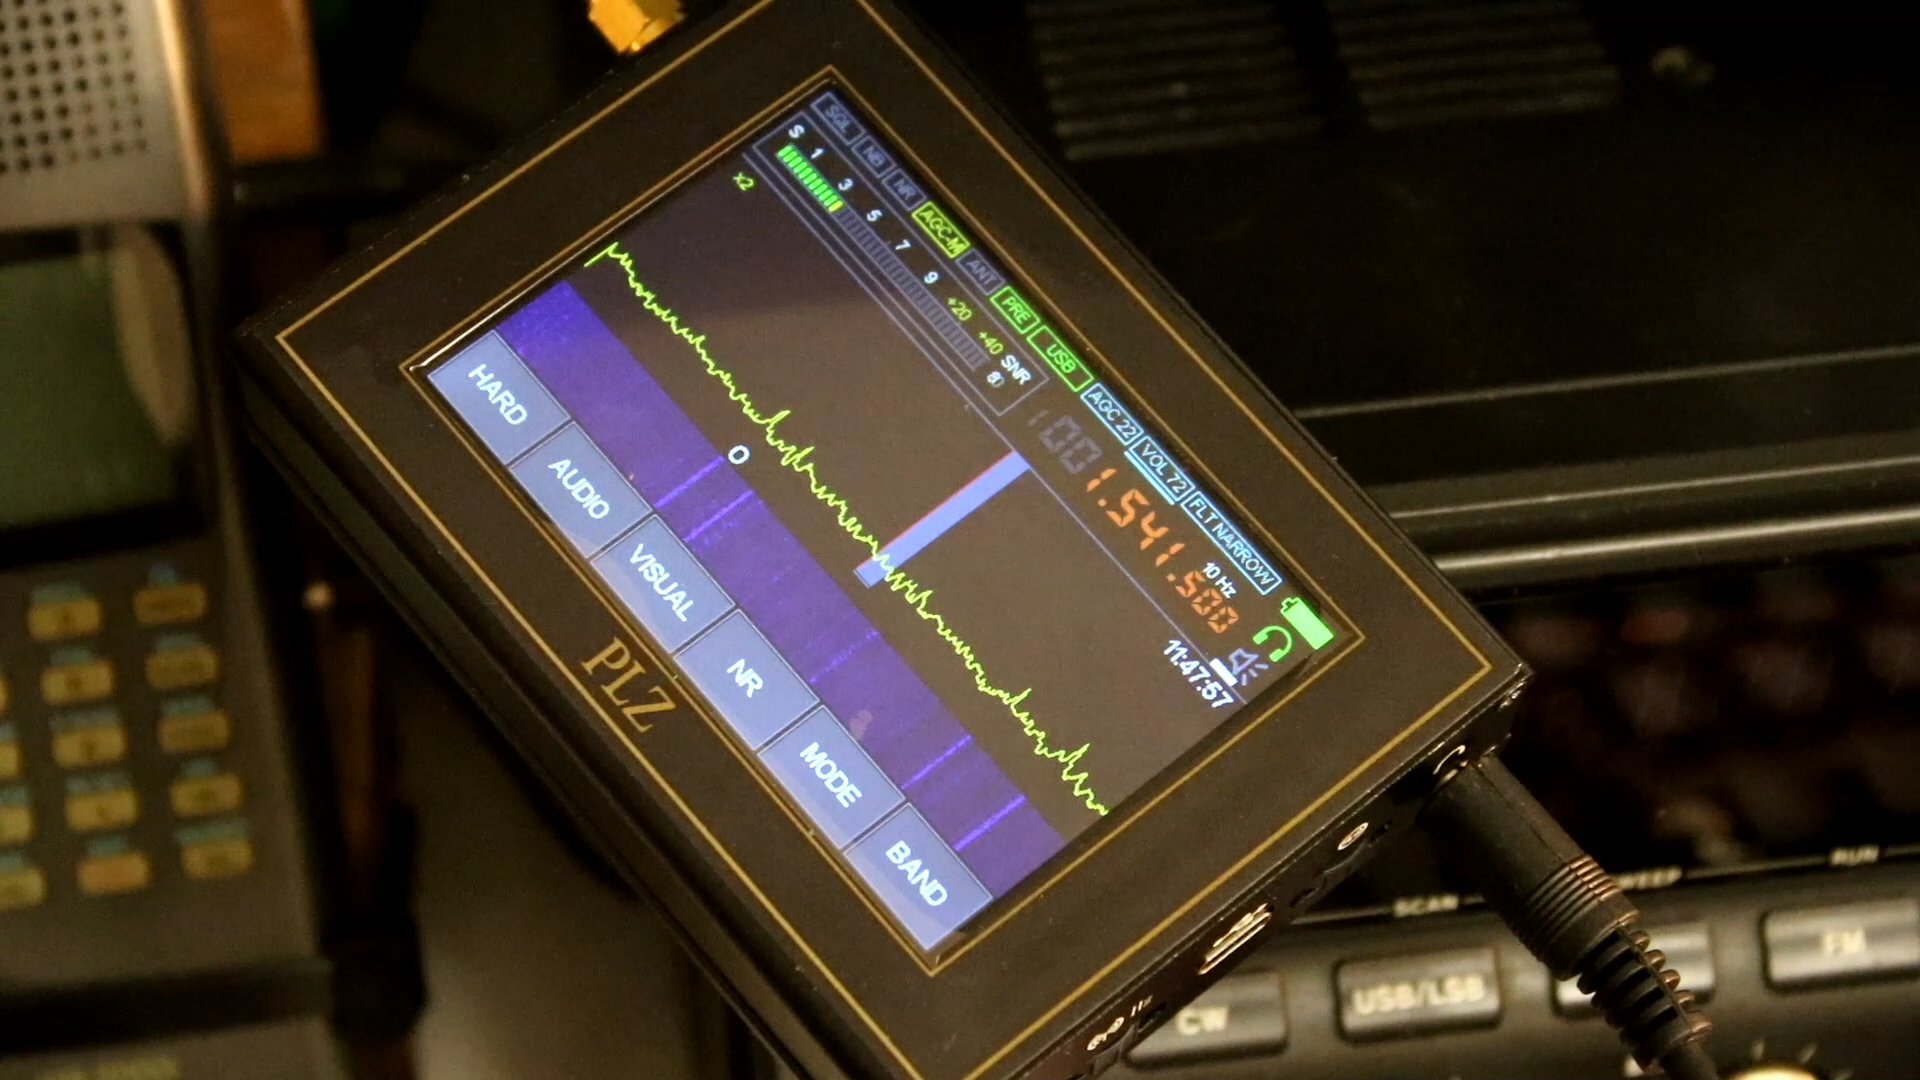 SQL NB NR AGC-M ANT PRE USB AGC 22 VOL 72 FLT NARROW
S 1 3 5 7 9 +20 +40 SNR
10 Hz
1.541.500
x2
11:47:57
HARD AUDIO VISUAL NR MODE BAND
PLZ
SCAN
RUN
CW USB/LSB FM